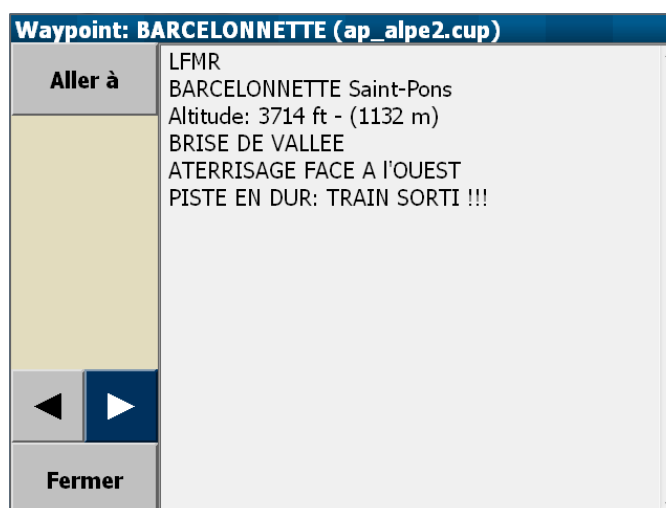 Waypoint: BARCELONNETTE (ap_alpe2.cup)
Aller à
LFMR
BARCELONNETTE Saint-Pons
Altitude: 3714 ft - (1132 m)
BRISE DE VALLEE
ATERRISAGE FACE A l'OUEST
PISTE EN DUR: TRAIN SORTI !!!
Fermer